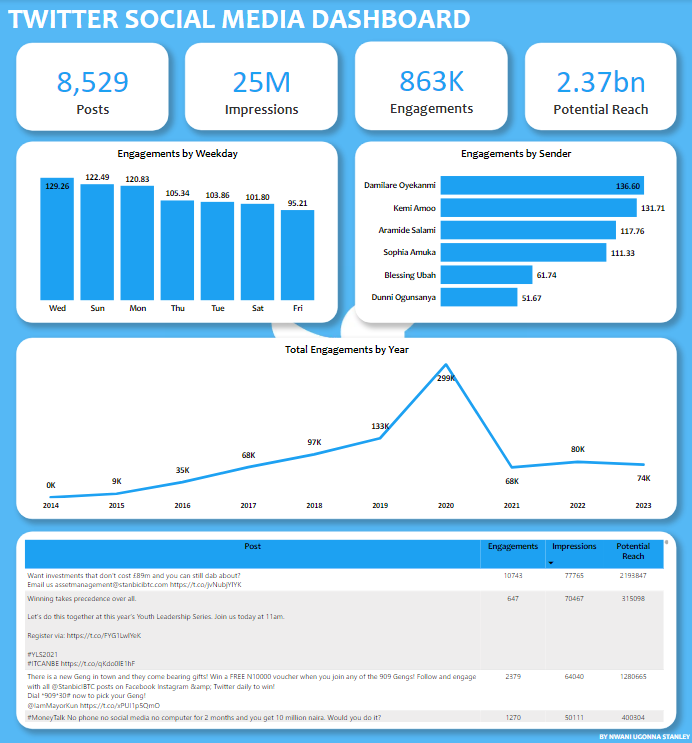 TWITTER SOCIAL MEDIA DASHBOARD
8,529
Posts
25M
Impressions
863K
Engagements
2.37bn
Potential Reach
Engagements by Weekday
129.26
122.49
120.83
105.34
103.86
101.80
95.21
Wed
Sun
Mon
Thu
Tue
Sat
Fri
Engagements by Sender
Damilare Oyekanmi 136.60
Kemi Amoo 131.71
Aramide Salami 117.76
Sophia Amuka 111.33
Blessing Ubah 61.74
Dunni Ogunsanya 51.67
Total Engagements by Year
0K
9K
35K
68K
97K
133K
299K
68K
80K
74K
2014
2015
2016
2017
2018
2019
2020
2021
2022
2023
Post Engagements Impressions Potential
Reach
Want investments that don't cost £89m and you can still dab about? 10743 77765 2193847
Email us assetmanagement@stanbicibtc.com https://t.co/jvNubjYIYK
Winning takes precedence over all. 647 70467 315098
Let's do this together at this year's Youth Leadership Series. Join us today at 11am.
Register via: https://t.co/FYG1LwIYeK
#YLS2021
#ITCANBE https://t.co/qKdo0IE1hF
There is a new Geng in town and they come bearing gifts! Win a FREE N10000 voucher when you join any of the 909 Gengs! Follow and engage 2379 64040 1280665
with all @StanbicIBTC posts on Facebook Instagram &amp; Twitter daily to win!
Dial *909*30# now to pick your Geng!
@IamMayorKun https://t.co/xPUI1p5QmO
#MoneyTalk No phone no social media no computer for 2 months and you get 10 million naira. Would you do it? 1270 50111 400304
BY NWANI UGONNA STANLEY